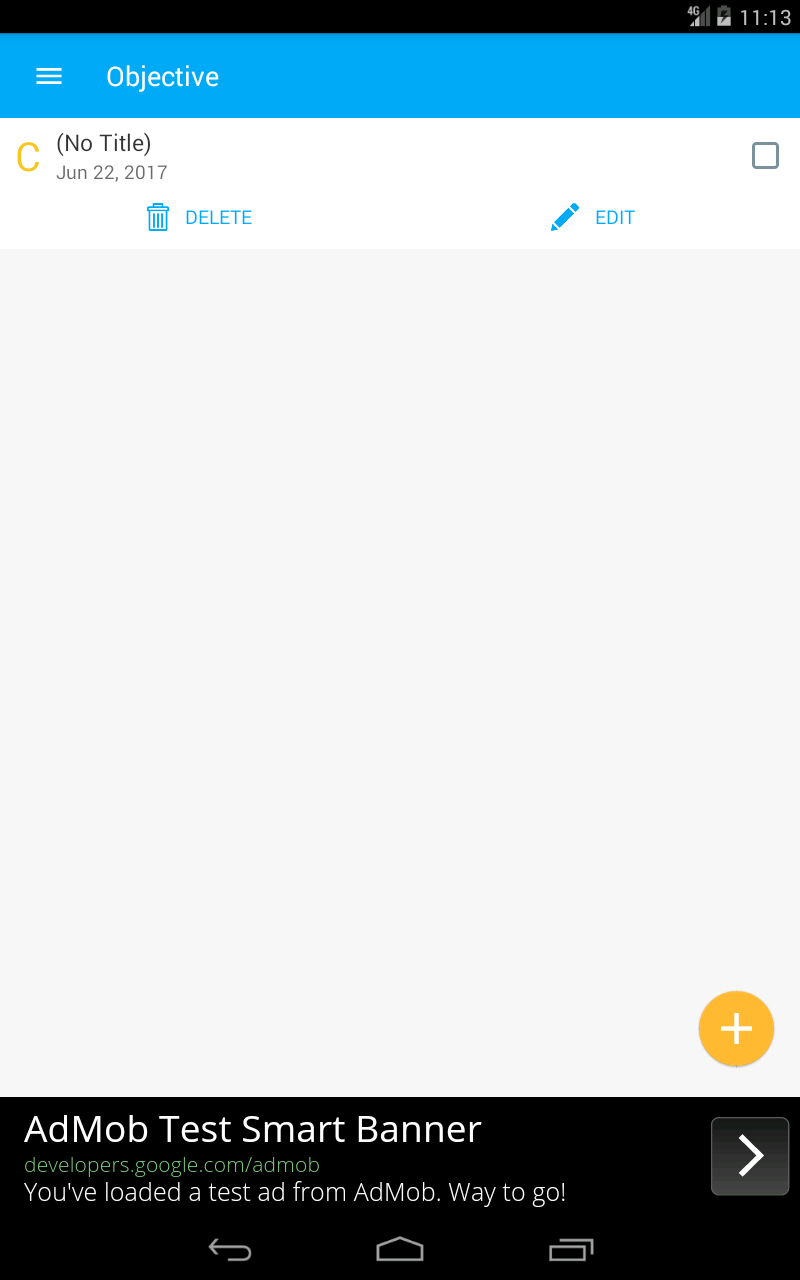 4G 11:13
Objective
C (No Title)
Jun 22, 2017
DELETE EDIT
AdMob Test Smart Banner
developers.google.com/admob
You've loaded a test ad from AdMob. Way to go!